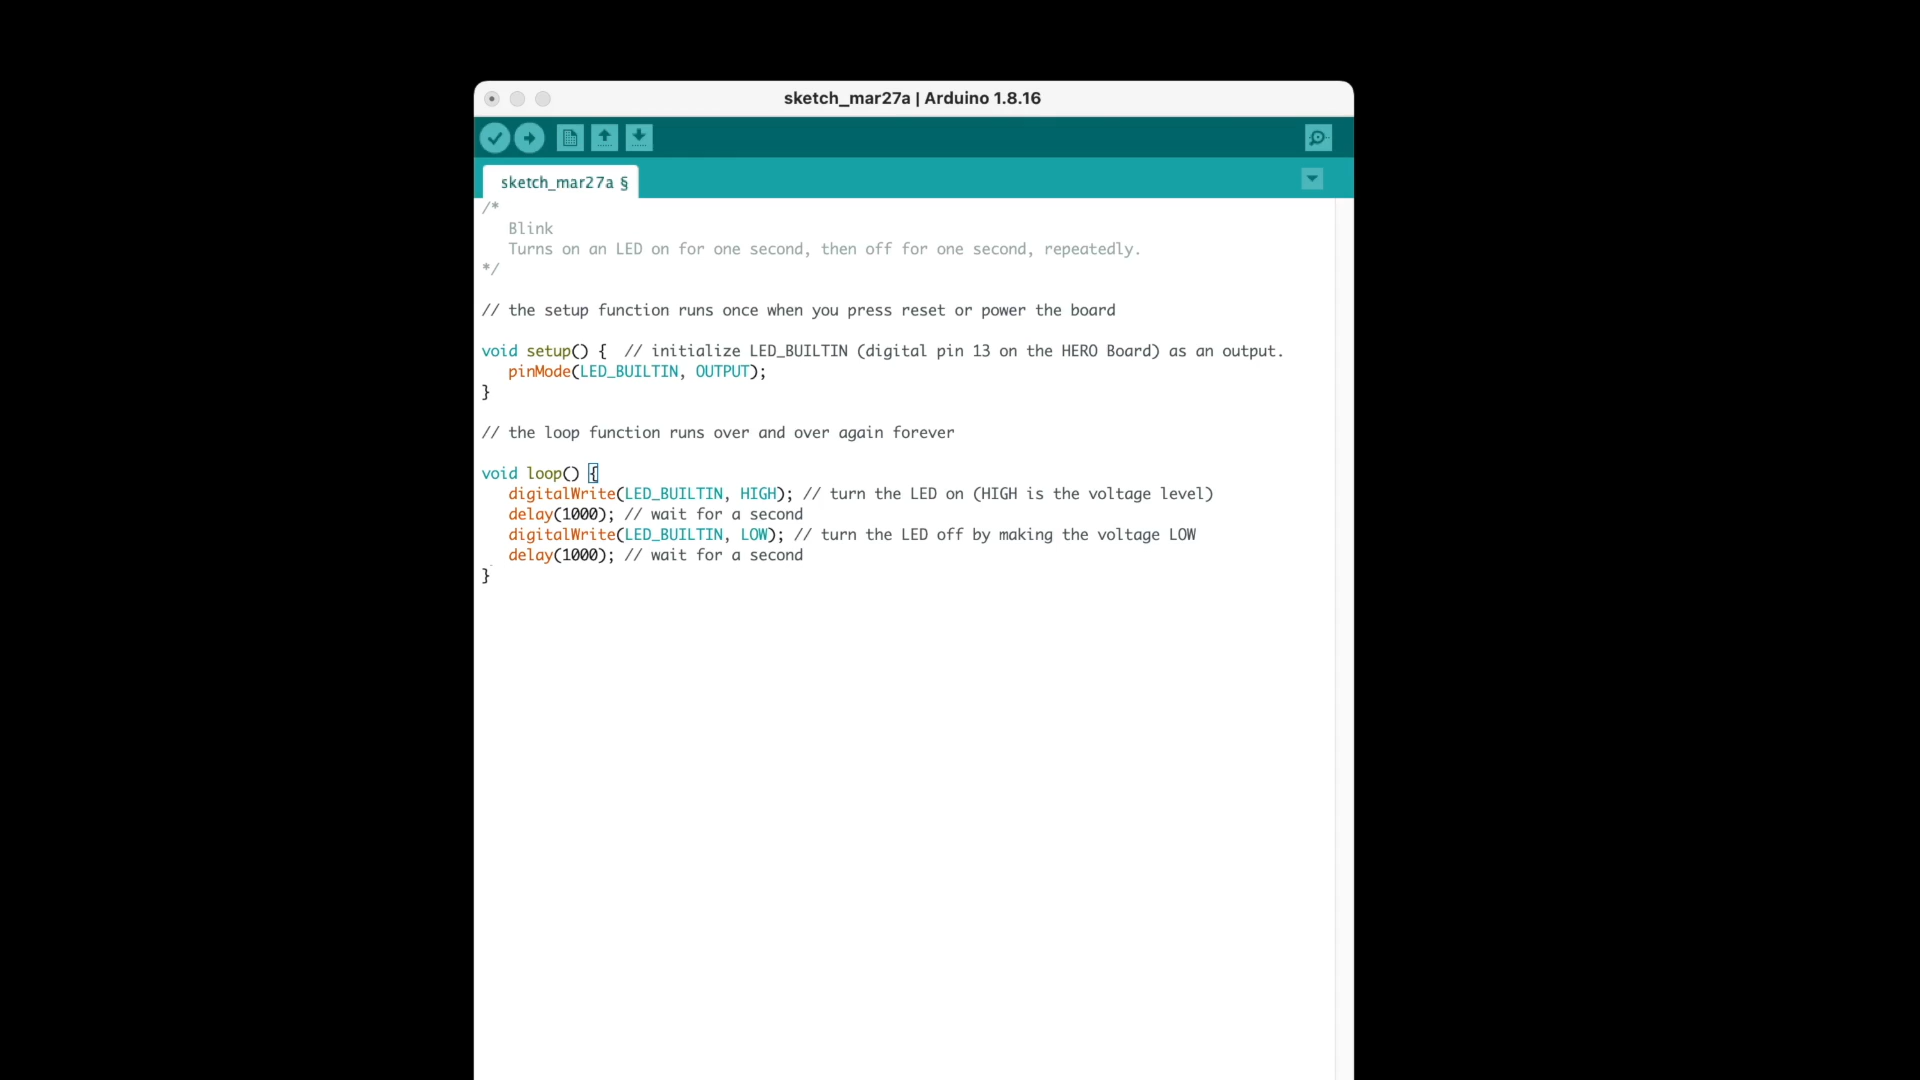 sketch_mar27a | Arduino 1.8.16
sketch_mar27a §
/*
   Blink
   Turns on an LED on for one second, then off for one second, repeatedly.
*/
// the setup function runs once when you press reset or power the board
void setup() {  // initialize LED_BUILTIN (digital pin 13 on the HERO Board) as an output.
   pinMode(LED_BUILTIN, OUTPUT);
}
// the loop function runs over and over again forever
void loop() {
   digitalWrite(LED_BUILTIN, HIGH); // turn the LED on (HIGH is the voltage level)
   delay(1000); // wait for a second
   digitalWrite(LED_BUILTIN, LOW); // turn the LED off by making the voltage LOW
   delay(1000); // wait for a second
}